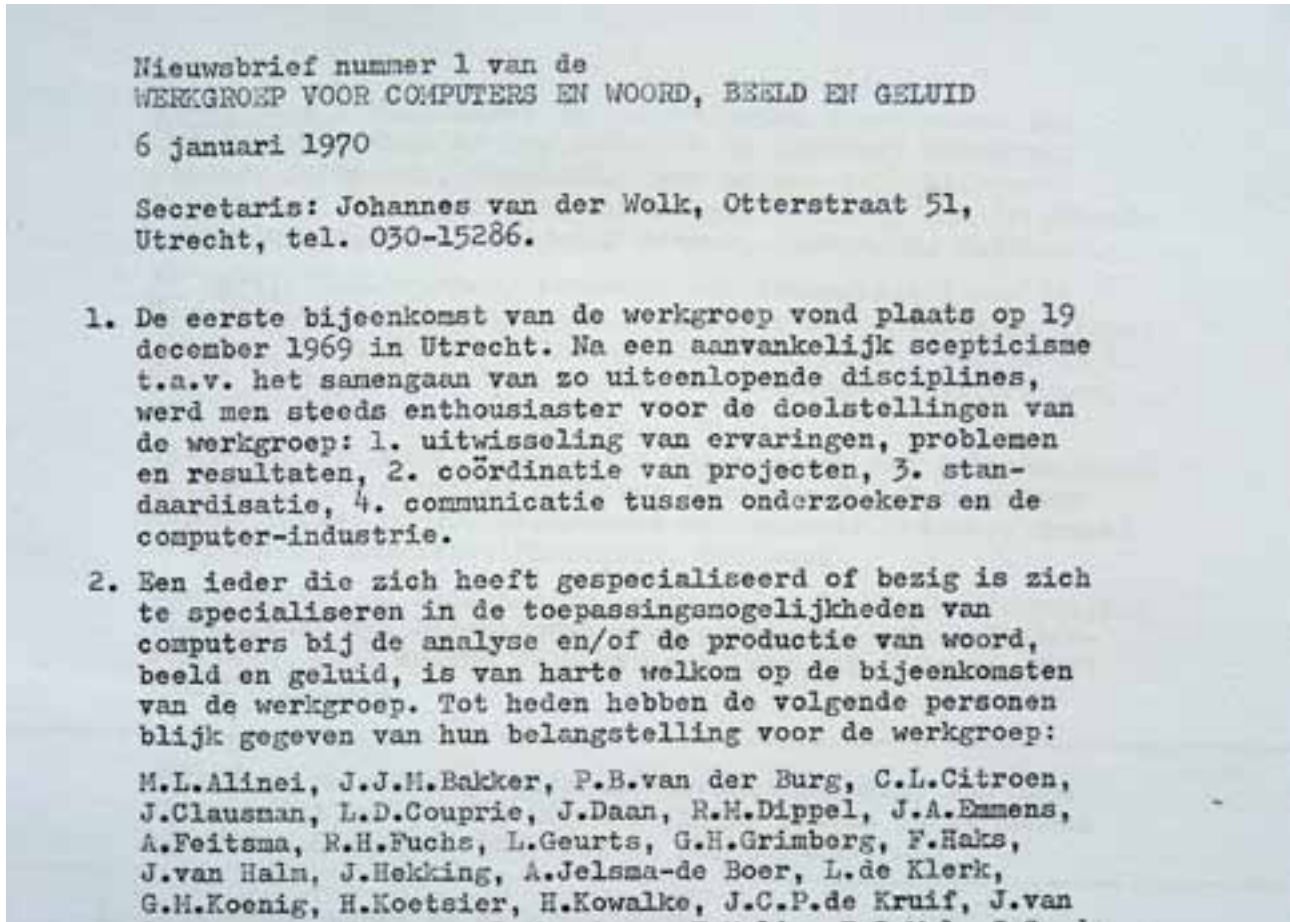 Nieuwsbrief nummer 1 van de
WERKGROEP VOOR COMPUTERS EN WOORD, BEELD EN GELUID
6 januari 1970
Secretaris: Johannes van der Wolk, Otterstraat 51,
Utrecht, tel. 030-15286.
1. De eerste bijeenkomst van de werkgroep vond plaats op 19
december 1969 in Utrecht. Na een aanvankelijk scepticisme
t.a.v. het samengaan van zo uiteenlopende disciplines,
werd men steeds enthousiaster voor de doelstellingen van
de werkgroep: 1. uitwisseling van ervaringen, problemen
en resultaten, 2. coördinatie van projecten, 3. stan-
daardisatie, 4. communicatie tussen onderzoekers en de
computer-industrie.
2. Een ieder die zich heeft gespecialiseerd of bezig is zich
te specialiseren in de toepassingsmogelijkheden van
computers bij de analyse en/of de productie van woord,
beeld en geluid, is van harte welkom op de bijeenkomsten
van de werkgroep. Tot heden hebben de volgende personen
blijk gegeven van hun belangstelling voor de werkgroep:
M.L.Alinei, J.J.M.Bakker, P.B.van der Burg, C.L.Citroen,
J.Clausman, L.D.Couprie, J.Daan, R.M.Dippel, J.A.Emmens,
A.Feitsma, R.H.Fuchs, L.Geurts, G.H.Grimberg, F.Haks,
J.van Halm, J.Hekking, A.Jelsma-de Boer, L.de Klerk,
G.M.Koenig, H.Koetsier, H.Kowalke, J.C.P.de Kruif, J.van